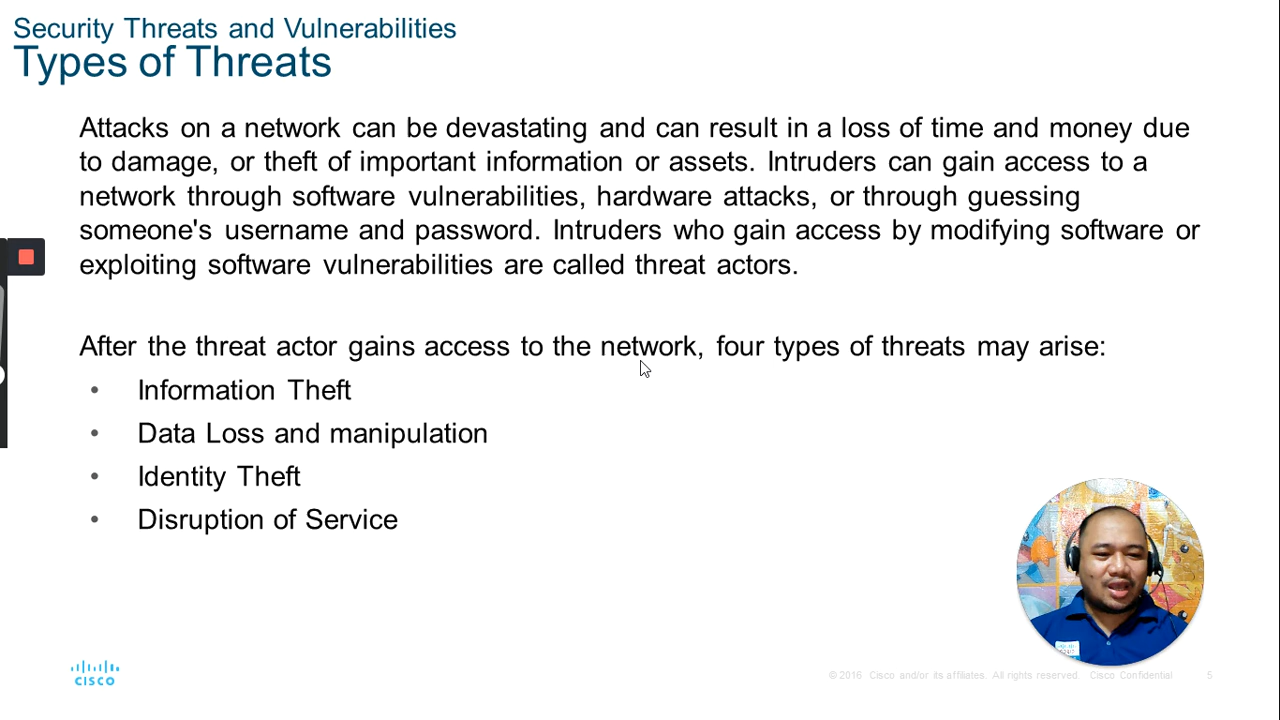 Security Threats and Vulnerabilities
Types of Threats
Attacks on a network can be devastating and can result in a loss of time and money due
to damage, or theft of important information or assets. Intruders can gain access to a
network through software vulnerabilities, hardware attacks, or through guessing
someone's username and password. Intruders who gain access by modifying software or
exploiting software vulnerabilities are called threat actors.
After the threat actor gains access to the network, four types of threats may arise:
• Information Theft
• Data Loss and manipulation
• Identity Theft
• Disruption of Service
CISCO
© 2016 Cisco and/or its affiliates. All rights reserved. Cisco Confidential 5